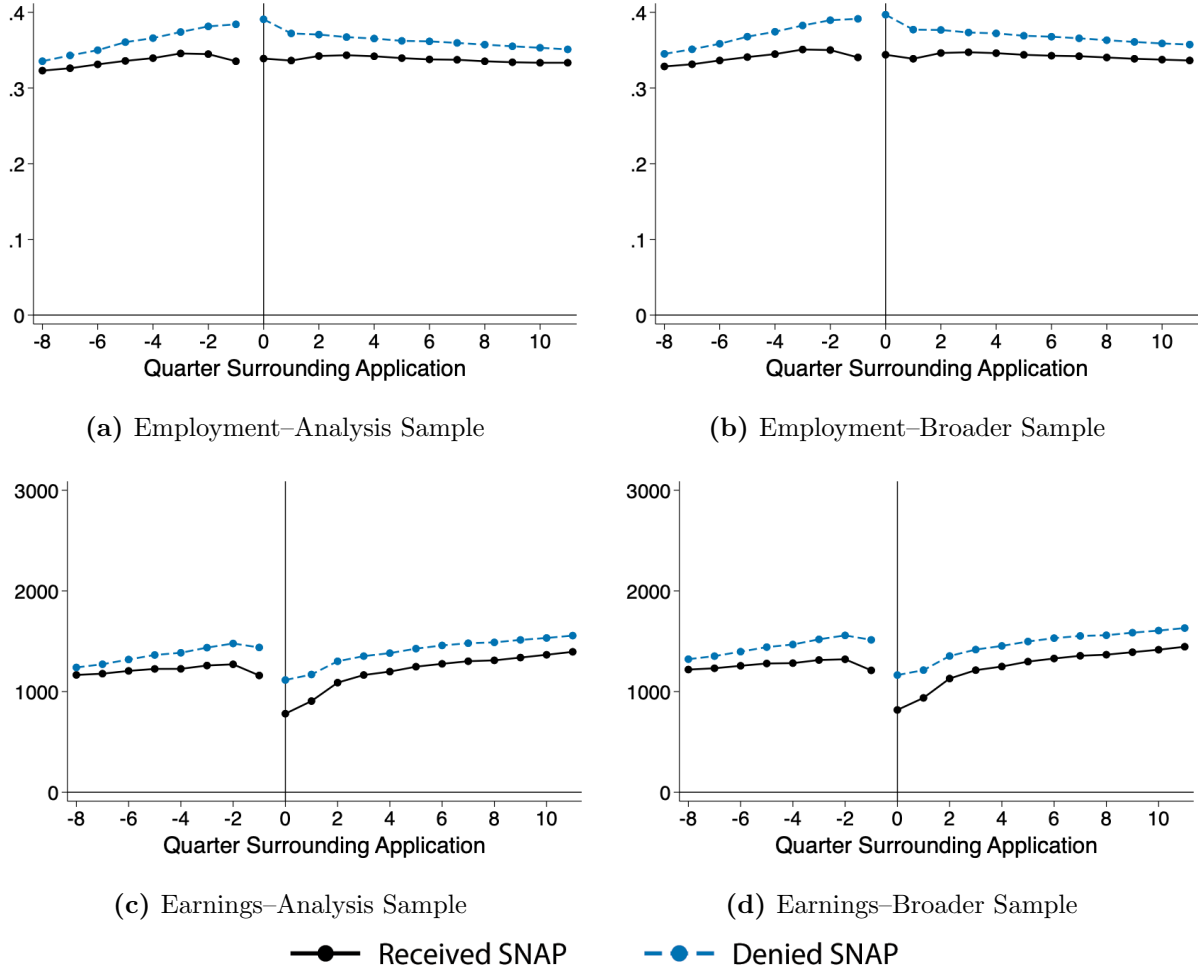 .4
.3
.2
.1
0
-8 -6 -4 -2 0 2 4 6 8 10
Quarter Surrounding Application
(a) Employment–Analysis Sample
.4
.3
.2
.1
0
-8 -6 -4 -2 0 2 4 6 8 10
Quarter Surrounding Application
(b) Employment–Broader Sample
3000
2000
1000
0
-8 -6 -4 -2 0 2 4 6 8 10
Quarter Surrounding Application
(c) Earnings–Analysis Sample
3000
2000
1000
0
-8 -6 -4 -2 0 2 4 6 8 10
Quarter Surrounding Application
(d) Earnings–Broader Sample
Received SNAP Denied SNAP